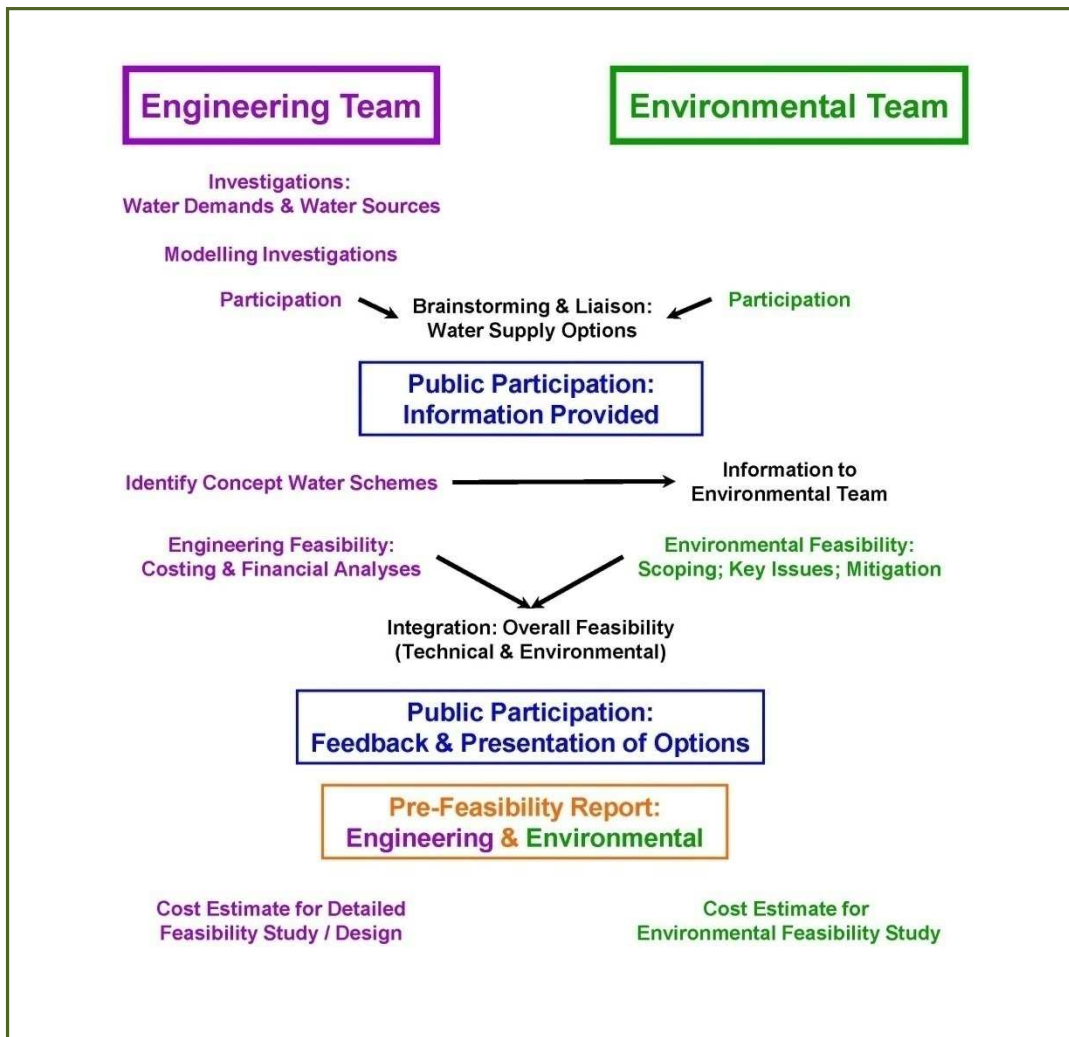 Engineering Team
Environmental Team
Investigations:
Water Demands & Water Sources
Modelling Investigations
Participation
Brainstorming & Liaison:
Water Supply Options
Participation
Public Participation:
Information Provided
Identify Concept Water Schemes
Information to
Environmental Team
Engineering Feasibility:
Costing & Financial Analyses
Environmental Feasibility:
Scoping; Key Issues; Mitigation
Integration: Overall Feasibility
(Technical & Environmental)
Public Participation:
Feedback & Presentation of Options
Pre-Feasibility Report:
Engineering & Environmental
Cost Estimate for Detailed
Feasibility Study / Design
Cost Estimate for
Environmental Feasibility Study